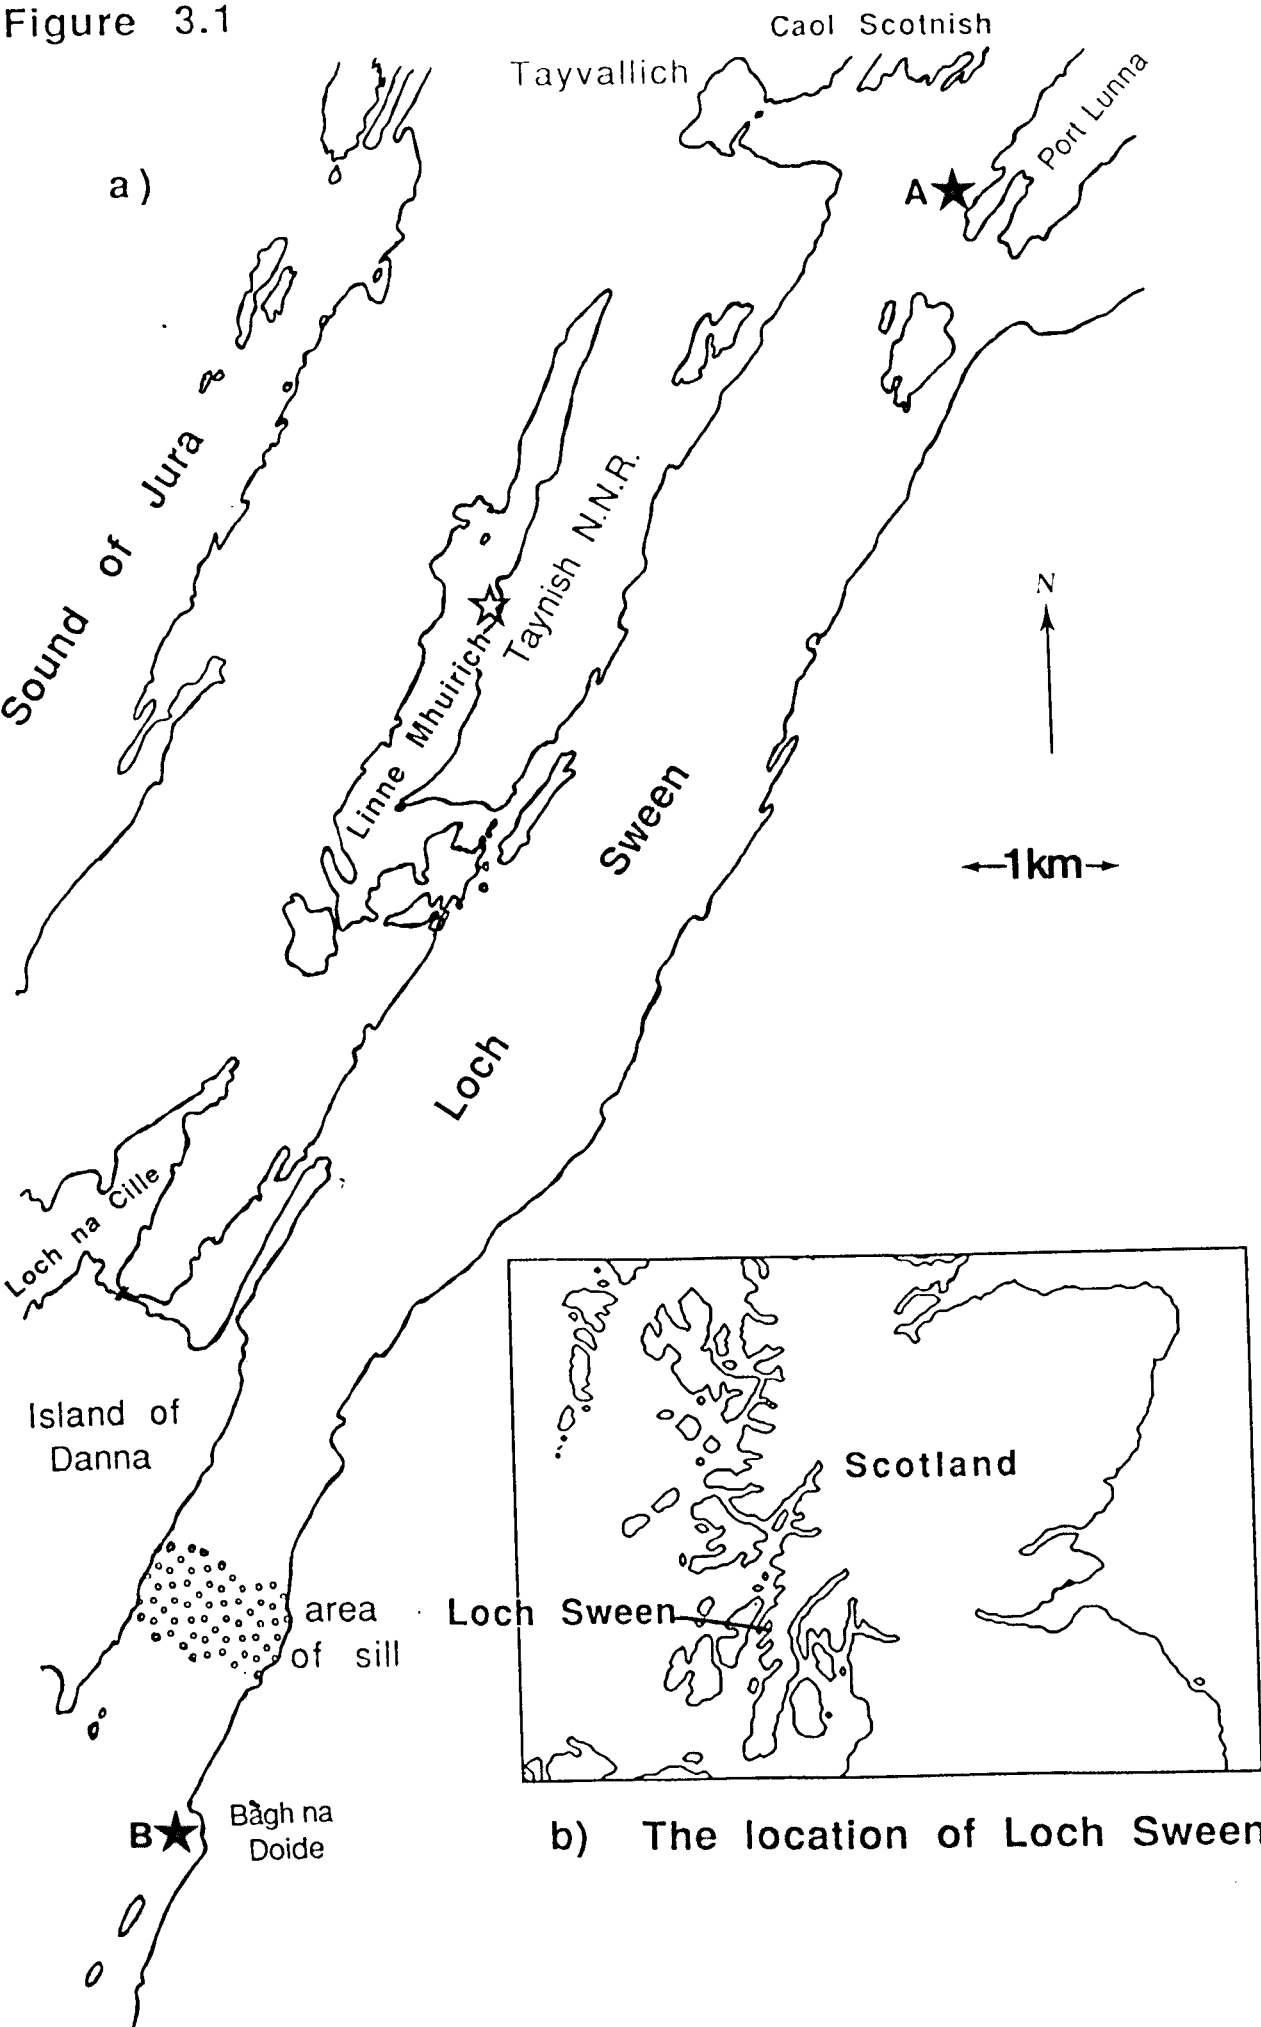 Figure 3.1
Caol Scotnish
Tayvallich
Port Lunna
a)
A
Sound of Jura
Taynish N.N.R.
N
Linne Mhuirich
Loch Sween
←1km→
Loch na Cille
Island of
Danna
Scotland
area
of sill
Loch Sween
B
Bàgh na
Doide
b) The location of Loch Sween